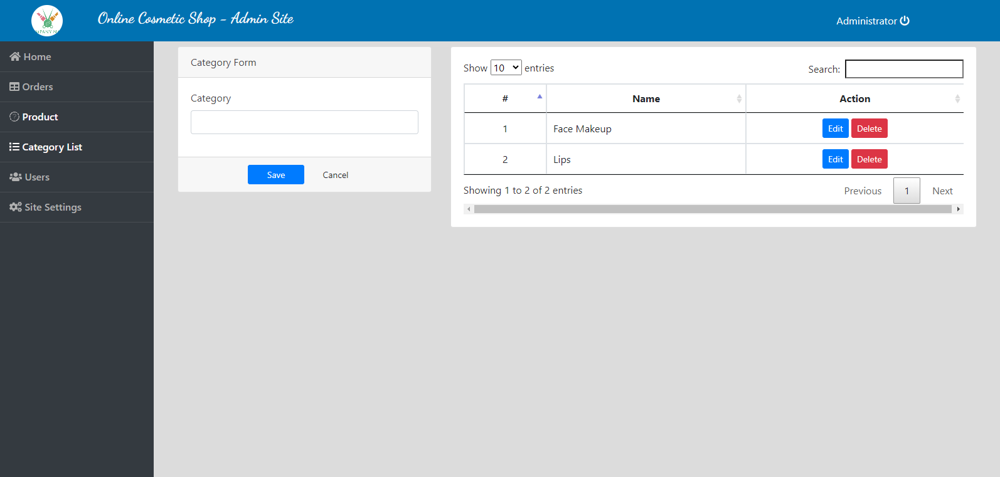 Online Cosmetic Shop - Admin Site
Administrator
Home
Orders
Product
Category List
Users
Site Settings
Category Form
Category
Save
Cancel
Show 10 entries
Search:
# Name Action
1 Face Makeup Edit Delete
2 Lips Edit Delete
Showing 1 to 2 of 2 entries
Previous 1 Next